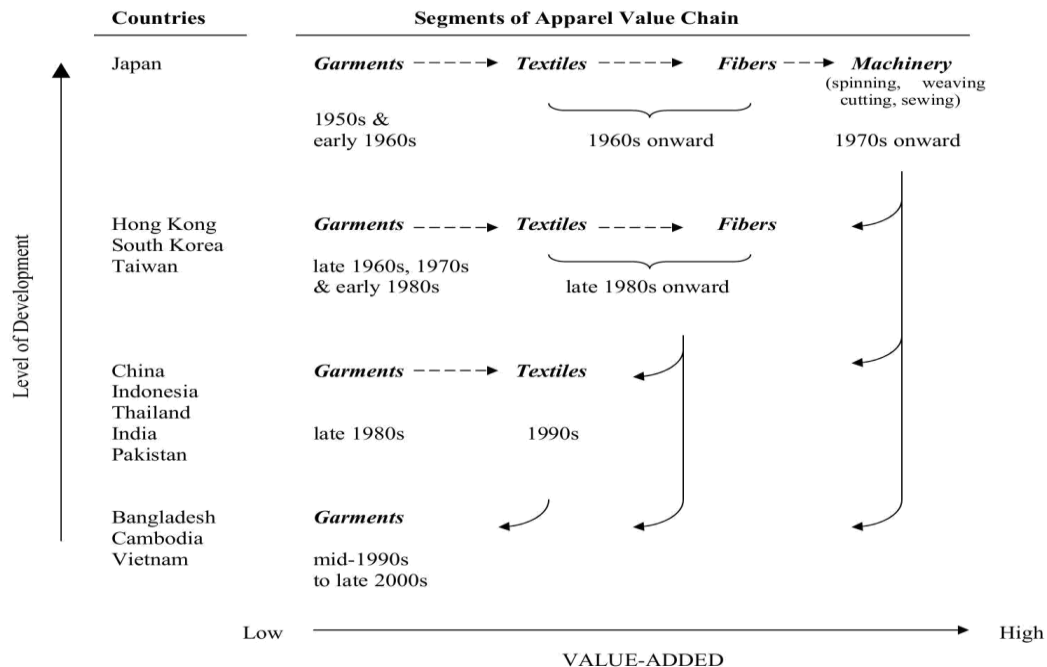 Countries Segments of Apparel Value Chain
Japan Garments Textiles Fibers Machinery
(spinning, weaving
cutting, sewing)
1950s &
early 1960s 1960s onward 1970s onward
Hong Kong Garments Textiles Fibers
South Korea
Taiwan late 1960s, 1970s
& early 1980s late 1980s onward
Level of Development
China Garments Textiles
Indonesia
Thailand
India late 1980s 1990s
Pakistan
Bangladesh Garments
Cambodia
Vietnam mid-1990s
to late 2000s
Low High
VALUE-ADDED